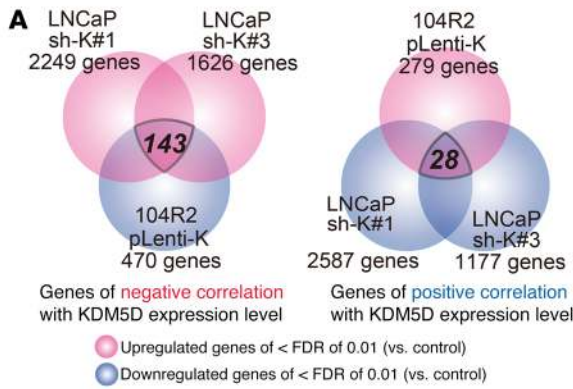 A
LNCaP
sh-K#1
2249 genes
LNCaP
sh-K#3
1626 genes
143
104R2
pLenti-K
470 genes
Genes of negative correlation
with KDM5D expression level
104R2
pLenti-K
279 genes
28
LNCaP
sh-K#1
2587 genes
LNCaP
sh-K#3
1177 genes
Genes of positive correlation
with KDM5D expression level
Upregulated genes of < FDR of 0.01 (vs. control)
Downregulated genes of < FDR of 0.01 (vs. control)